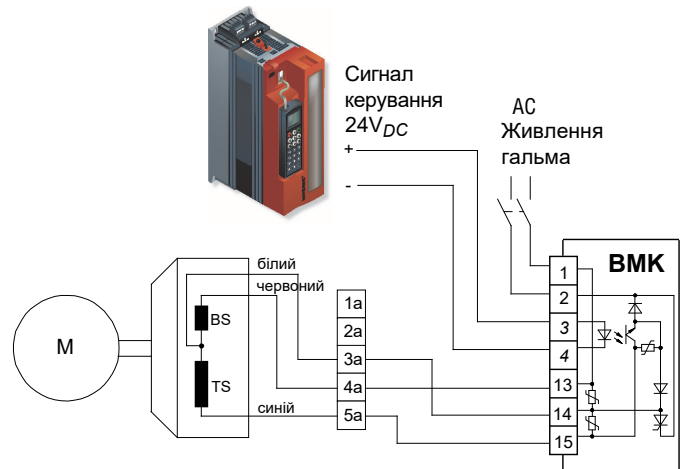 Сигнал
керування
24V_DC
+
-
AC
Живлення
гальма
BMK
1
2
3
4
13
14
15
білий
червоний
синій
BS
TS
M
1a
2a
3a
4a
5a